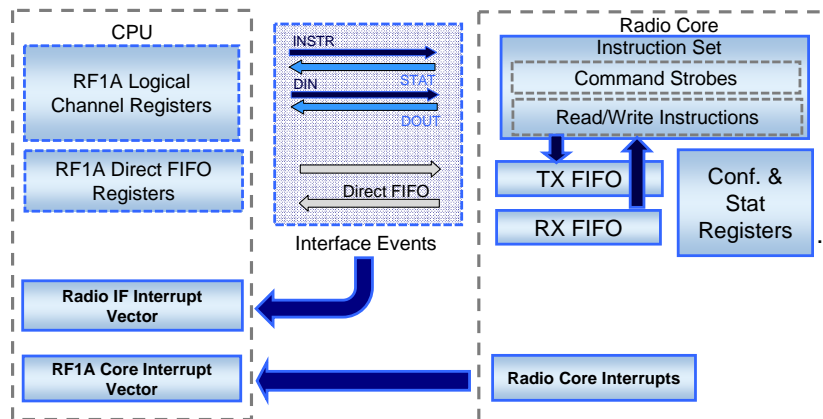 CPU
RF1A Logical
Channel Registers
RF1A Direct FIFO
Registers
Radio IF Interrupt
Vector
RF1A Core Interrupt
Vector
INSTR
STAT
DIN
DOUT
Direct FIFO
Interface Events
Radio Core
Instruction Set
Command Strobes
Read/Write Instructions
TX FIFO
RX FIFO
Conf. &
Stat
Registers
.
Radio Core Interrupts